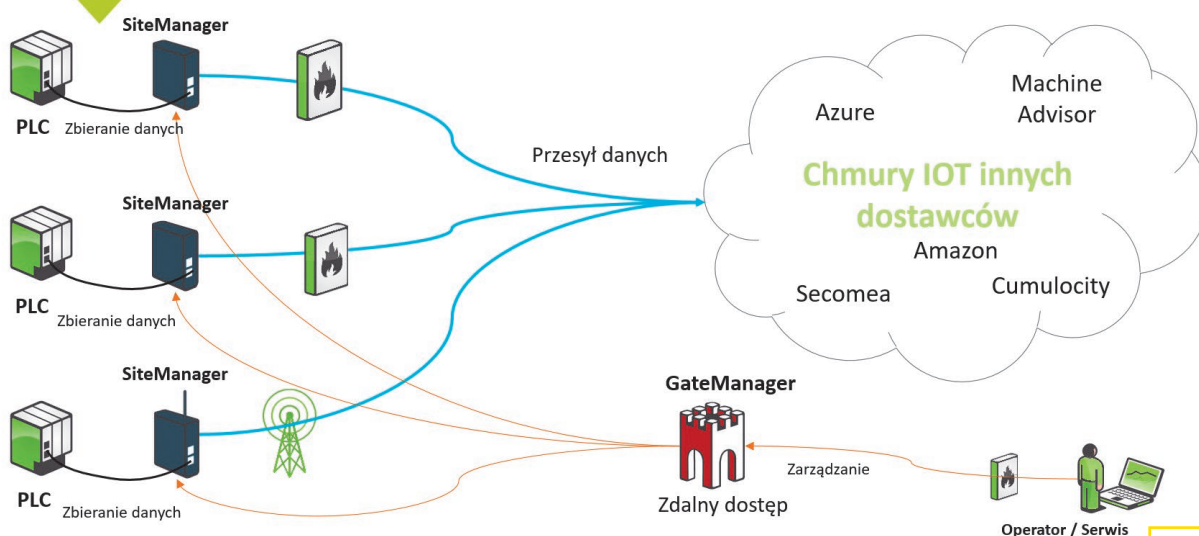 SiteManager
PLC
Zbieranie danych
SiteManager
PLC
Zbieranie danych
SiteManager
PLC
Zbieranie danych
Przesył danych
Azure
Machine
Advisor
Chmury IOT innych
dostawców
Amazon
Secomea
Cumulocity
GateManager
Zdalny dostęp
Zarządzanie
Operator / Serwis